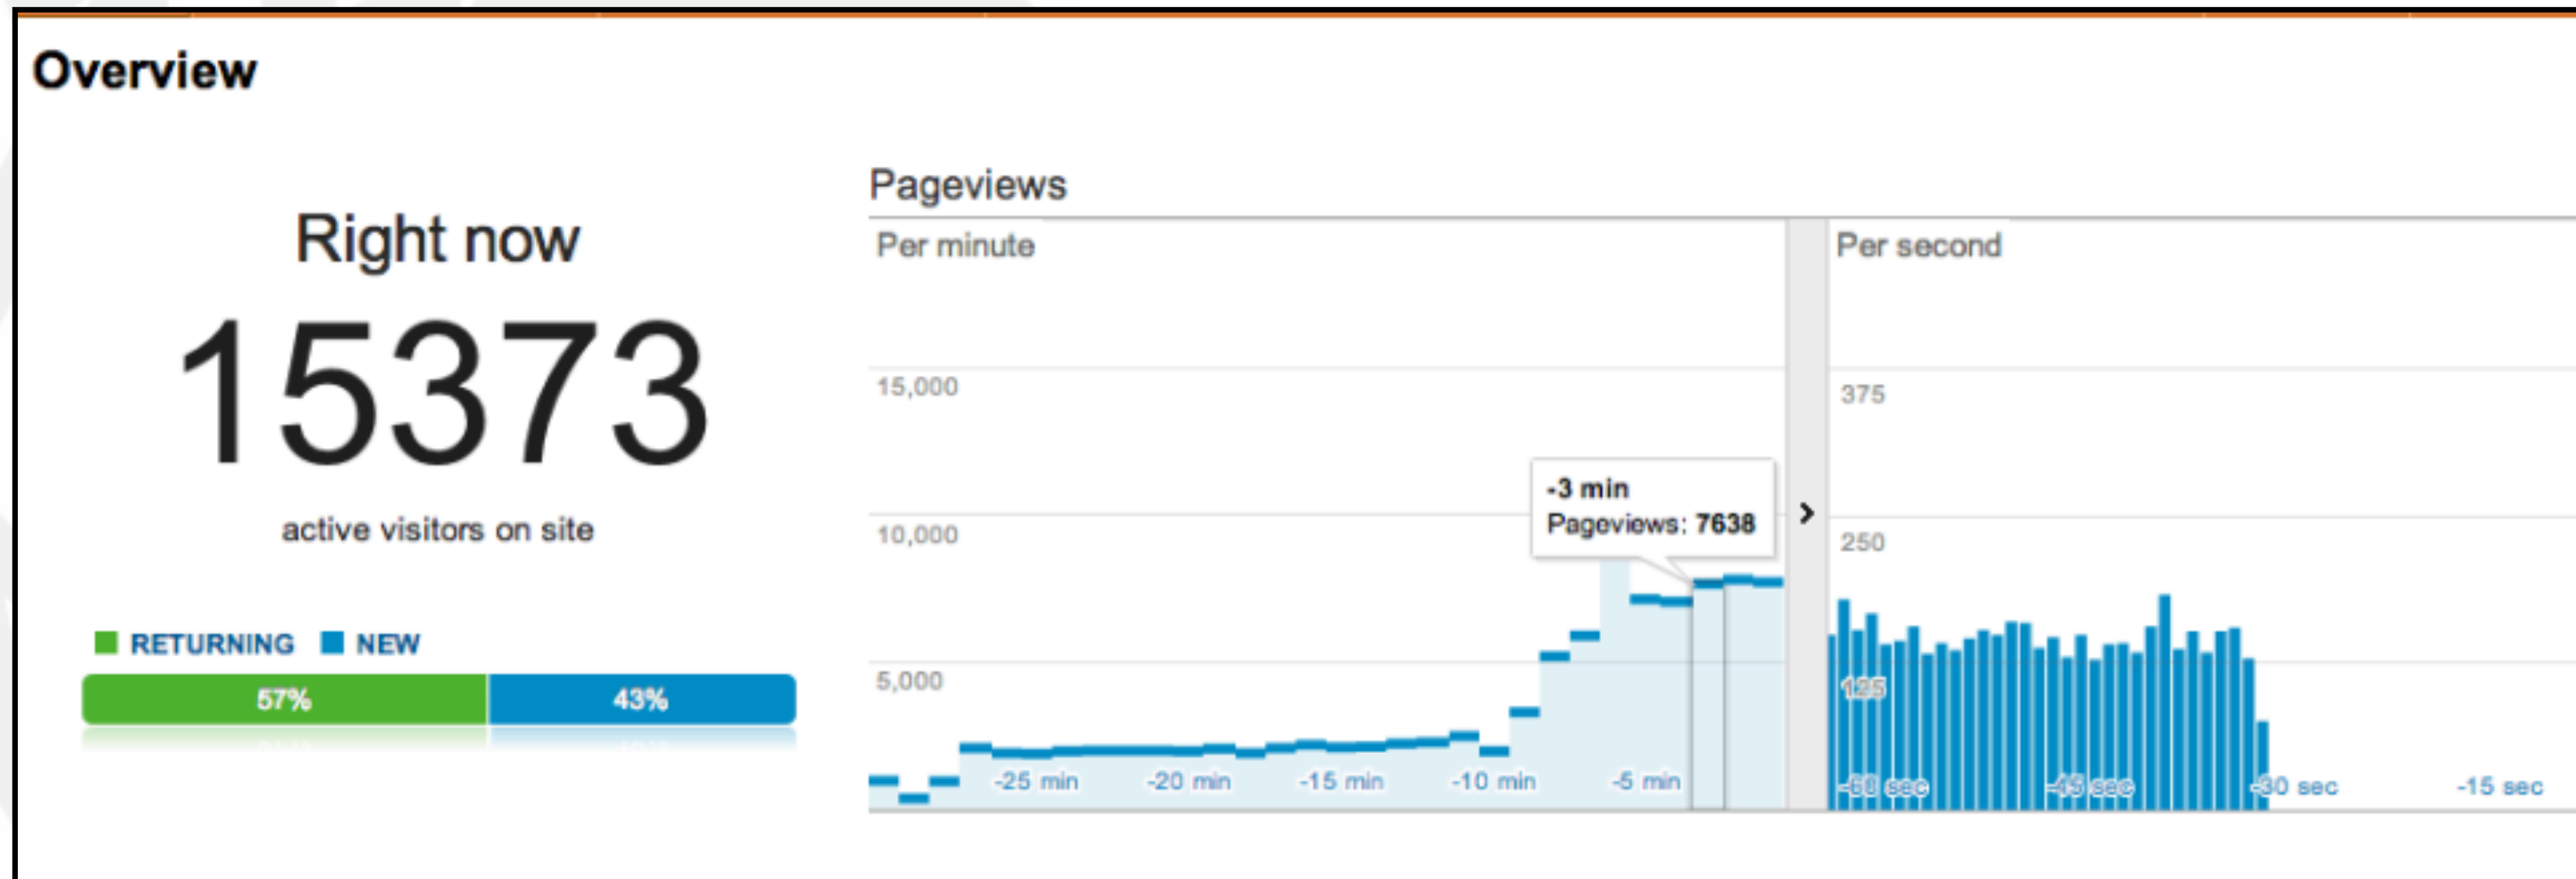 Overview
Right now
15373
active visitors on site
RETURNING NEW
57% 43%
Pageviews
Per minute
15,000
10,000
5,000
-3 min
Pageviews: 7638
-25 min -20 min -15 min -10 min -5 min
Per second
375
250
125
-60 sec -45 sec -30 sec -15 sec